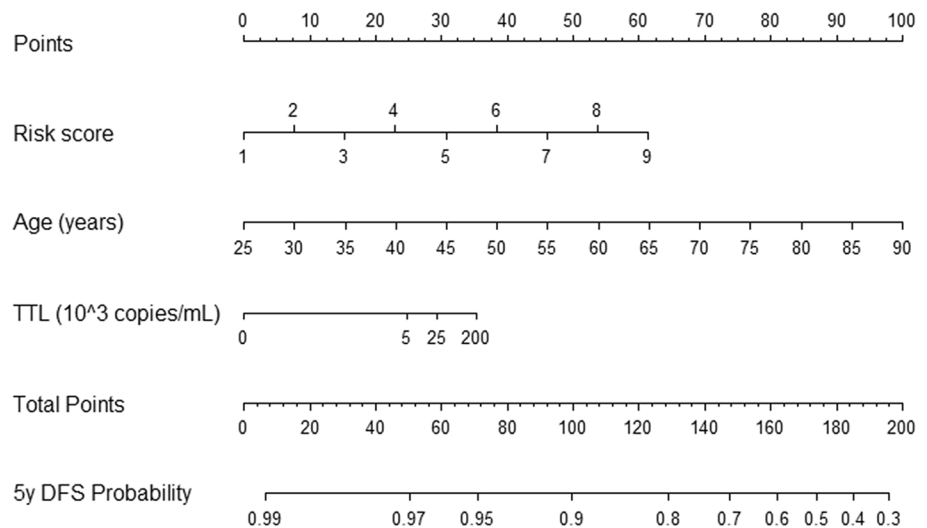 0 10 20 30 40 50 60 70 80 90 100
Points
2 4 6 8
Risk score
1 3 5 7 9
Age (years)
25 30 35 40 45 50 55 60 65 70 75 80 85 90
TTL (10^3 copies/mL)
0 5 25 200
Total Points
0 20 40 60 80 100 120 140 160 180 200
5y DFS Probability
0.99 0.97 0.95 0.9 0.8 0.7 0.6 0.5 0.4 0.3